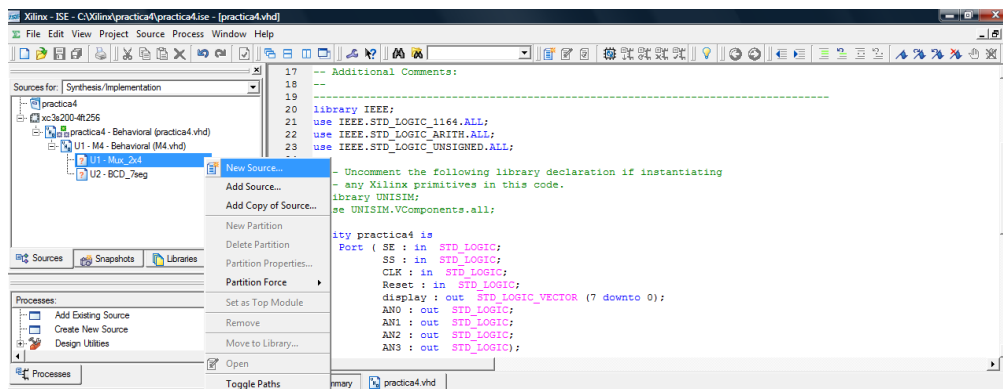 Xilinx - ISE - C:\Xilinx\practica4\practica4.ise - [practica4.vhd]
File Edit View Project Source Process Window Help
Sources for: Synthesis/Implementation
practica4
xc3s200-4ft256
practica4 - Behavioral (practica4.vhd)
U1 - M4 - Behavioral (M4.vhd)
U1 - Mux_2x4
U2 - BCD_7seg
Sources
Snapshots
Libraries
Processes:
Add Existing Source
Create New Source
Design Utilities
Processes
New Source...
Add Source...
Add Copy of Source...
New Partition
Delete Partition
Partition Properties...
Partition Force
Set as Top Module
Remove
Move to Library...
Open
Toggle Paths
17 -- Additional Comments:
18 --
19 --------------------------------------------------------------------------------
20 library IEEE;
21 use IEEE.STD_LOGIC_1164.ALL;
22 use IEEE.STD_LOGIC_ARITH.ALL;
23 use IEEE.STD_LOGIC_UNSIGNED.ALL;
- Uncomment the following library declaration if instantiating
- any Xilinx primitives in this code.
ibrary UNISIM;
se UNISIM.VComponents.all;
ity practica4 is
Port ( SE : in STD_LOGIC;
SS : in STD_LOGIC;
CLK : in STD_LOGIC;
Reset : in STD_LOGIC;
display : out STD_LOGIC_VECTOR (7 downto 0);
AN0 : out STD_LOGIC;
AN1 : out STD_LOGIC;
AN2 : out STD_LOGIC;
AN3 : out STD_LOGIC);
mmary
practica4.vhd